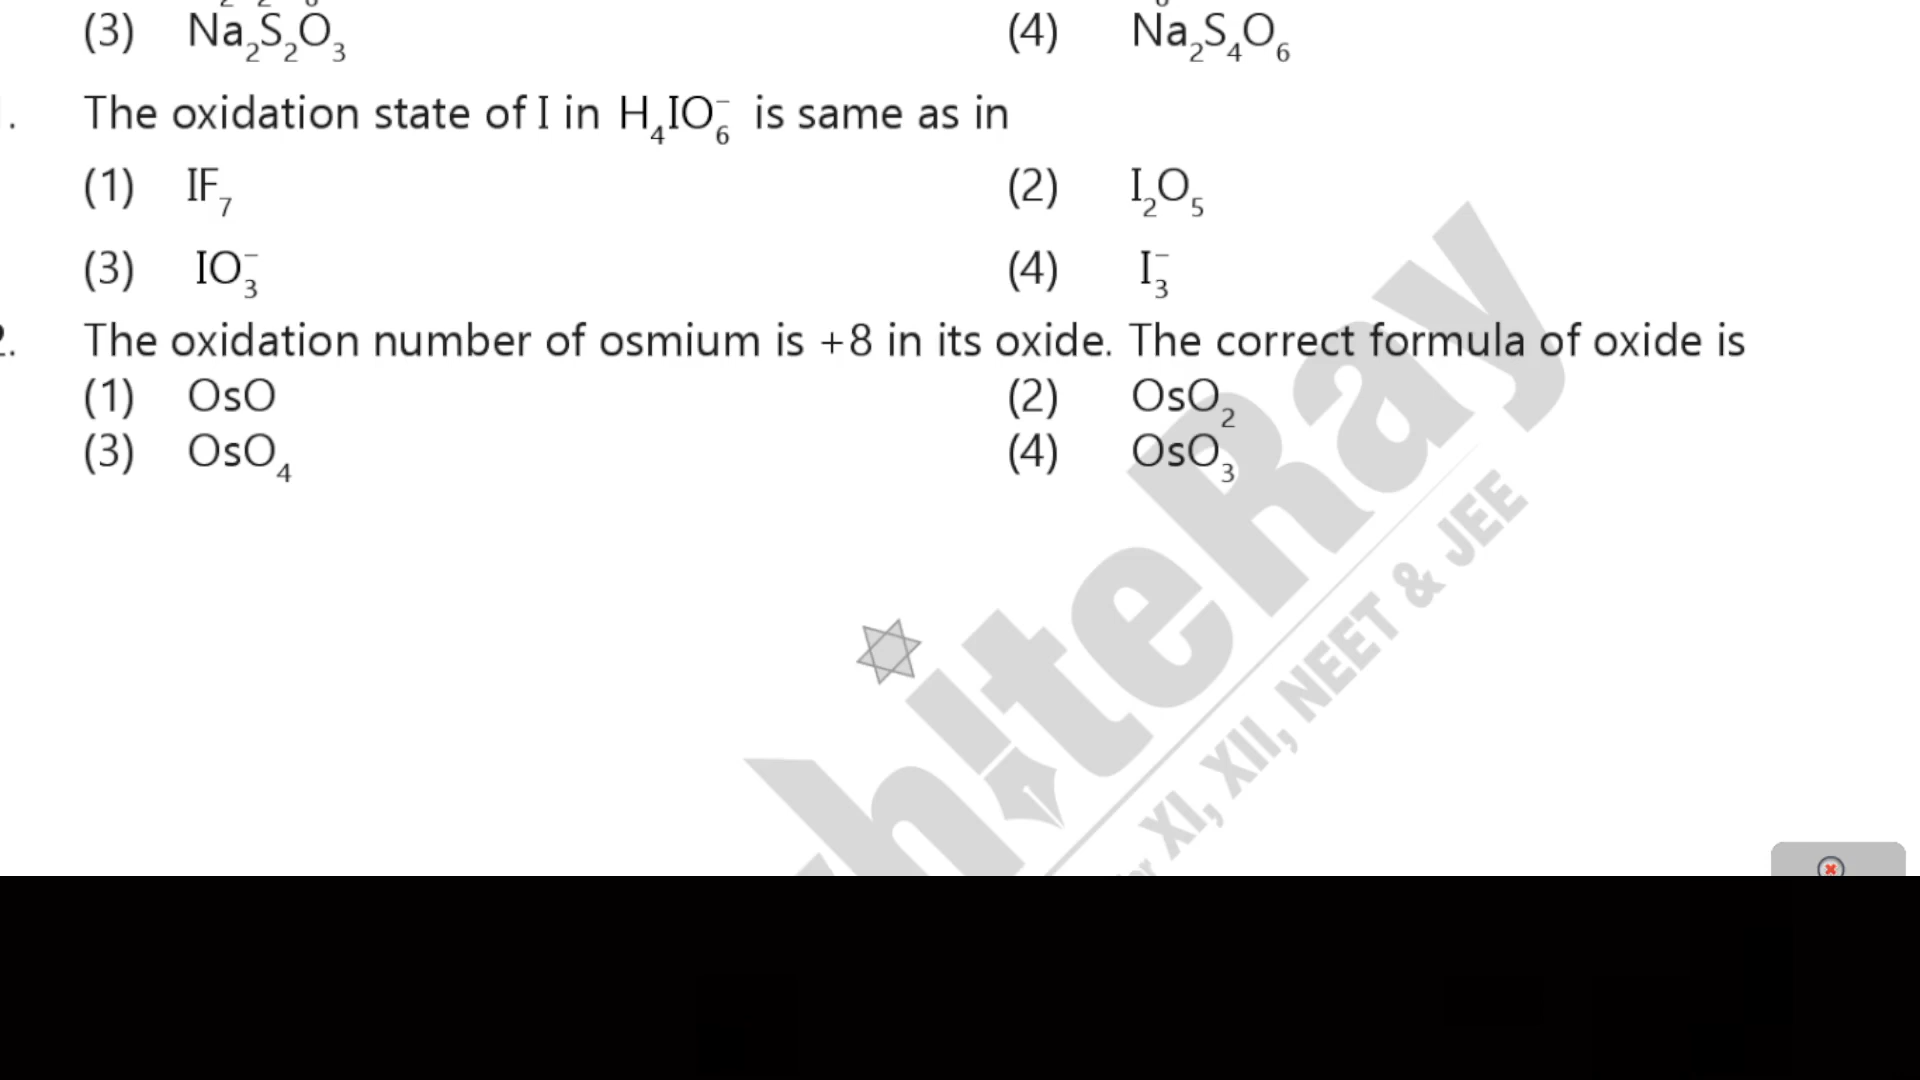 (3) Na₂S₂O₃ (4) Na₂S₄O₆
. The oxidation state of I in H₄IO₆⁻ is same as in
(1) IF₇ (2) I₂O₅
(3) IO₃⁻ (4) I₃⁻
2. The oxidation number of osmium is +8 in its oxide. The correct formula of oxide is
(1) OsO (2) OsO₂
(3) OsO₄ (4) OsO₃
hiteRay
XI, XII, NEET & JEE